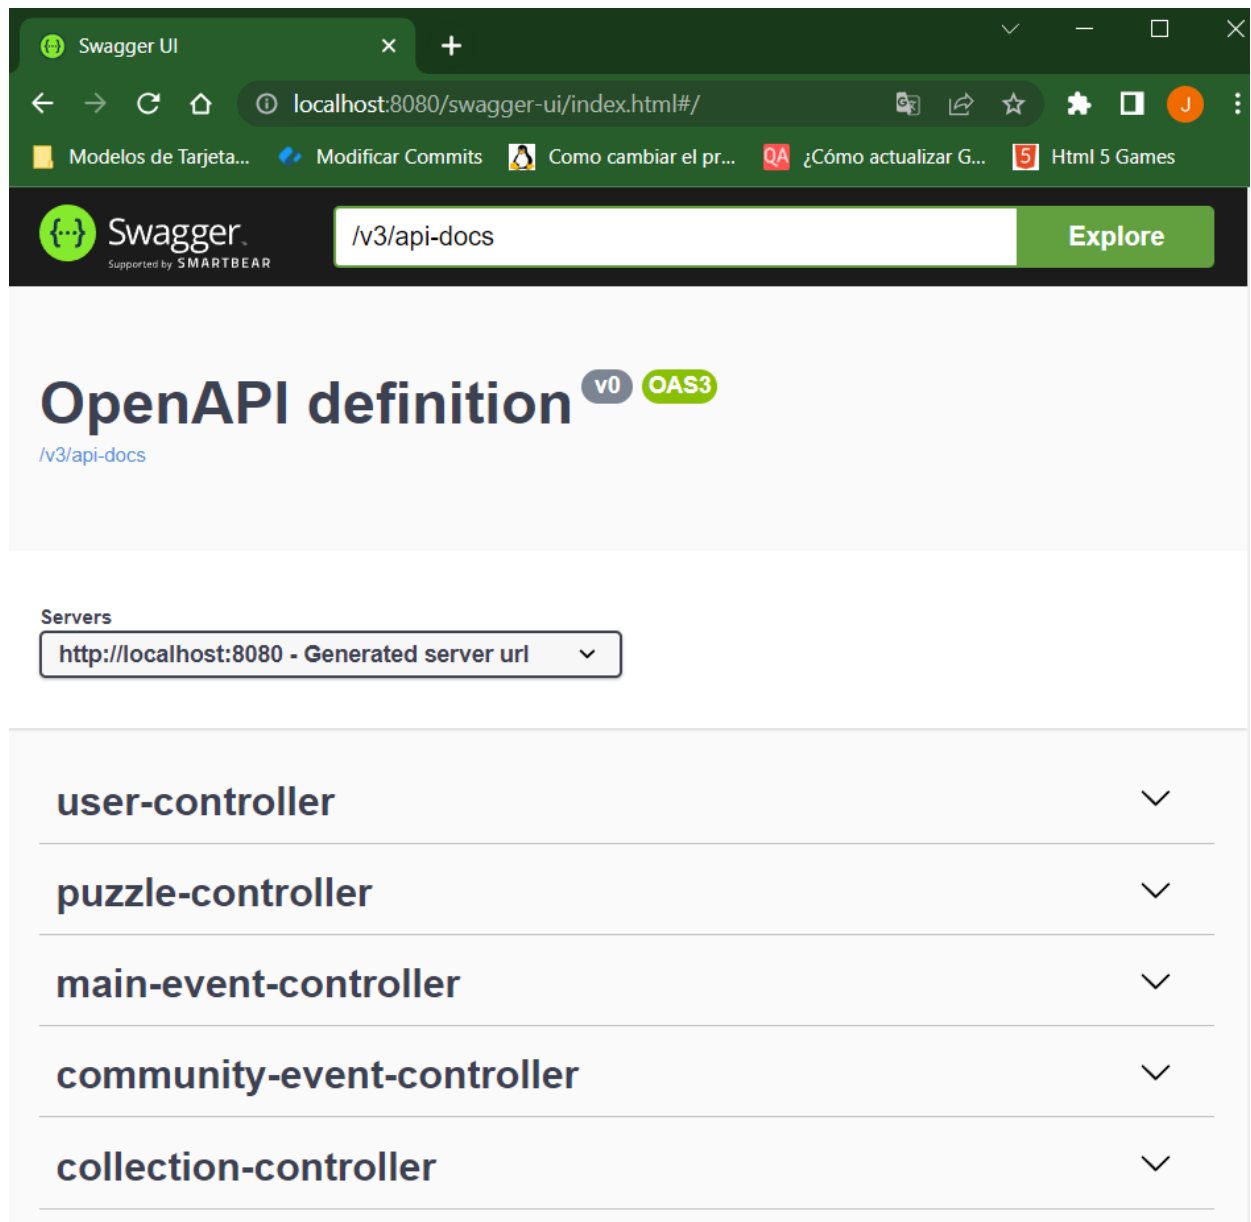 Swagger UI
localhost:8080/swagger-ui/index.html#/
J
Modelos de Tarjeta... Modificar Commits Como cambiar el pr... QA ¿Cómo actualizar G... 5 Html 5 Games
{···} Swagger.
Supported by SMARTBEAR
/v3/api-docs
Explore
OpenAPI definition v0 OAS3
/v3/api-docs
Servers
http://localhost:8080 - Generated server url
user-controller
puzzle-controller
main-event-controller
community-event-controller
collection-controller